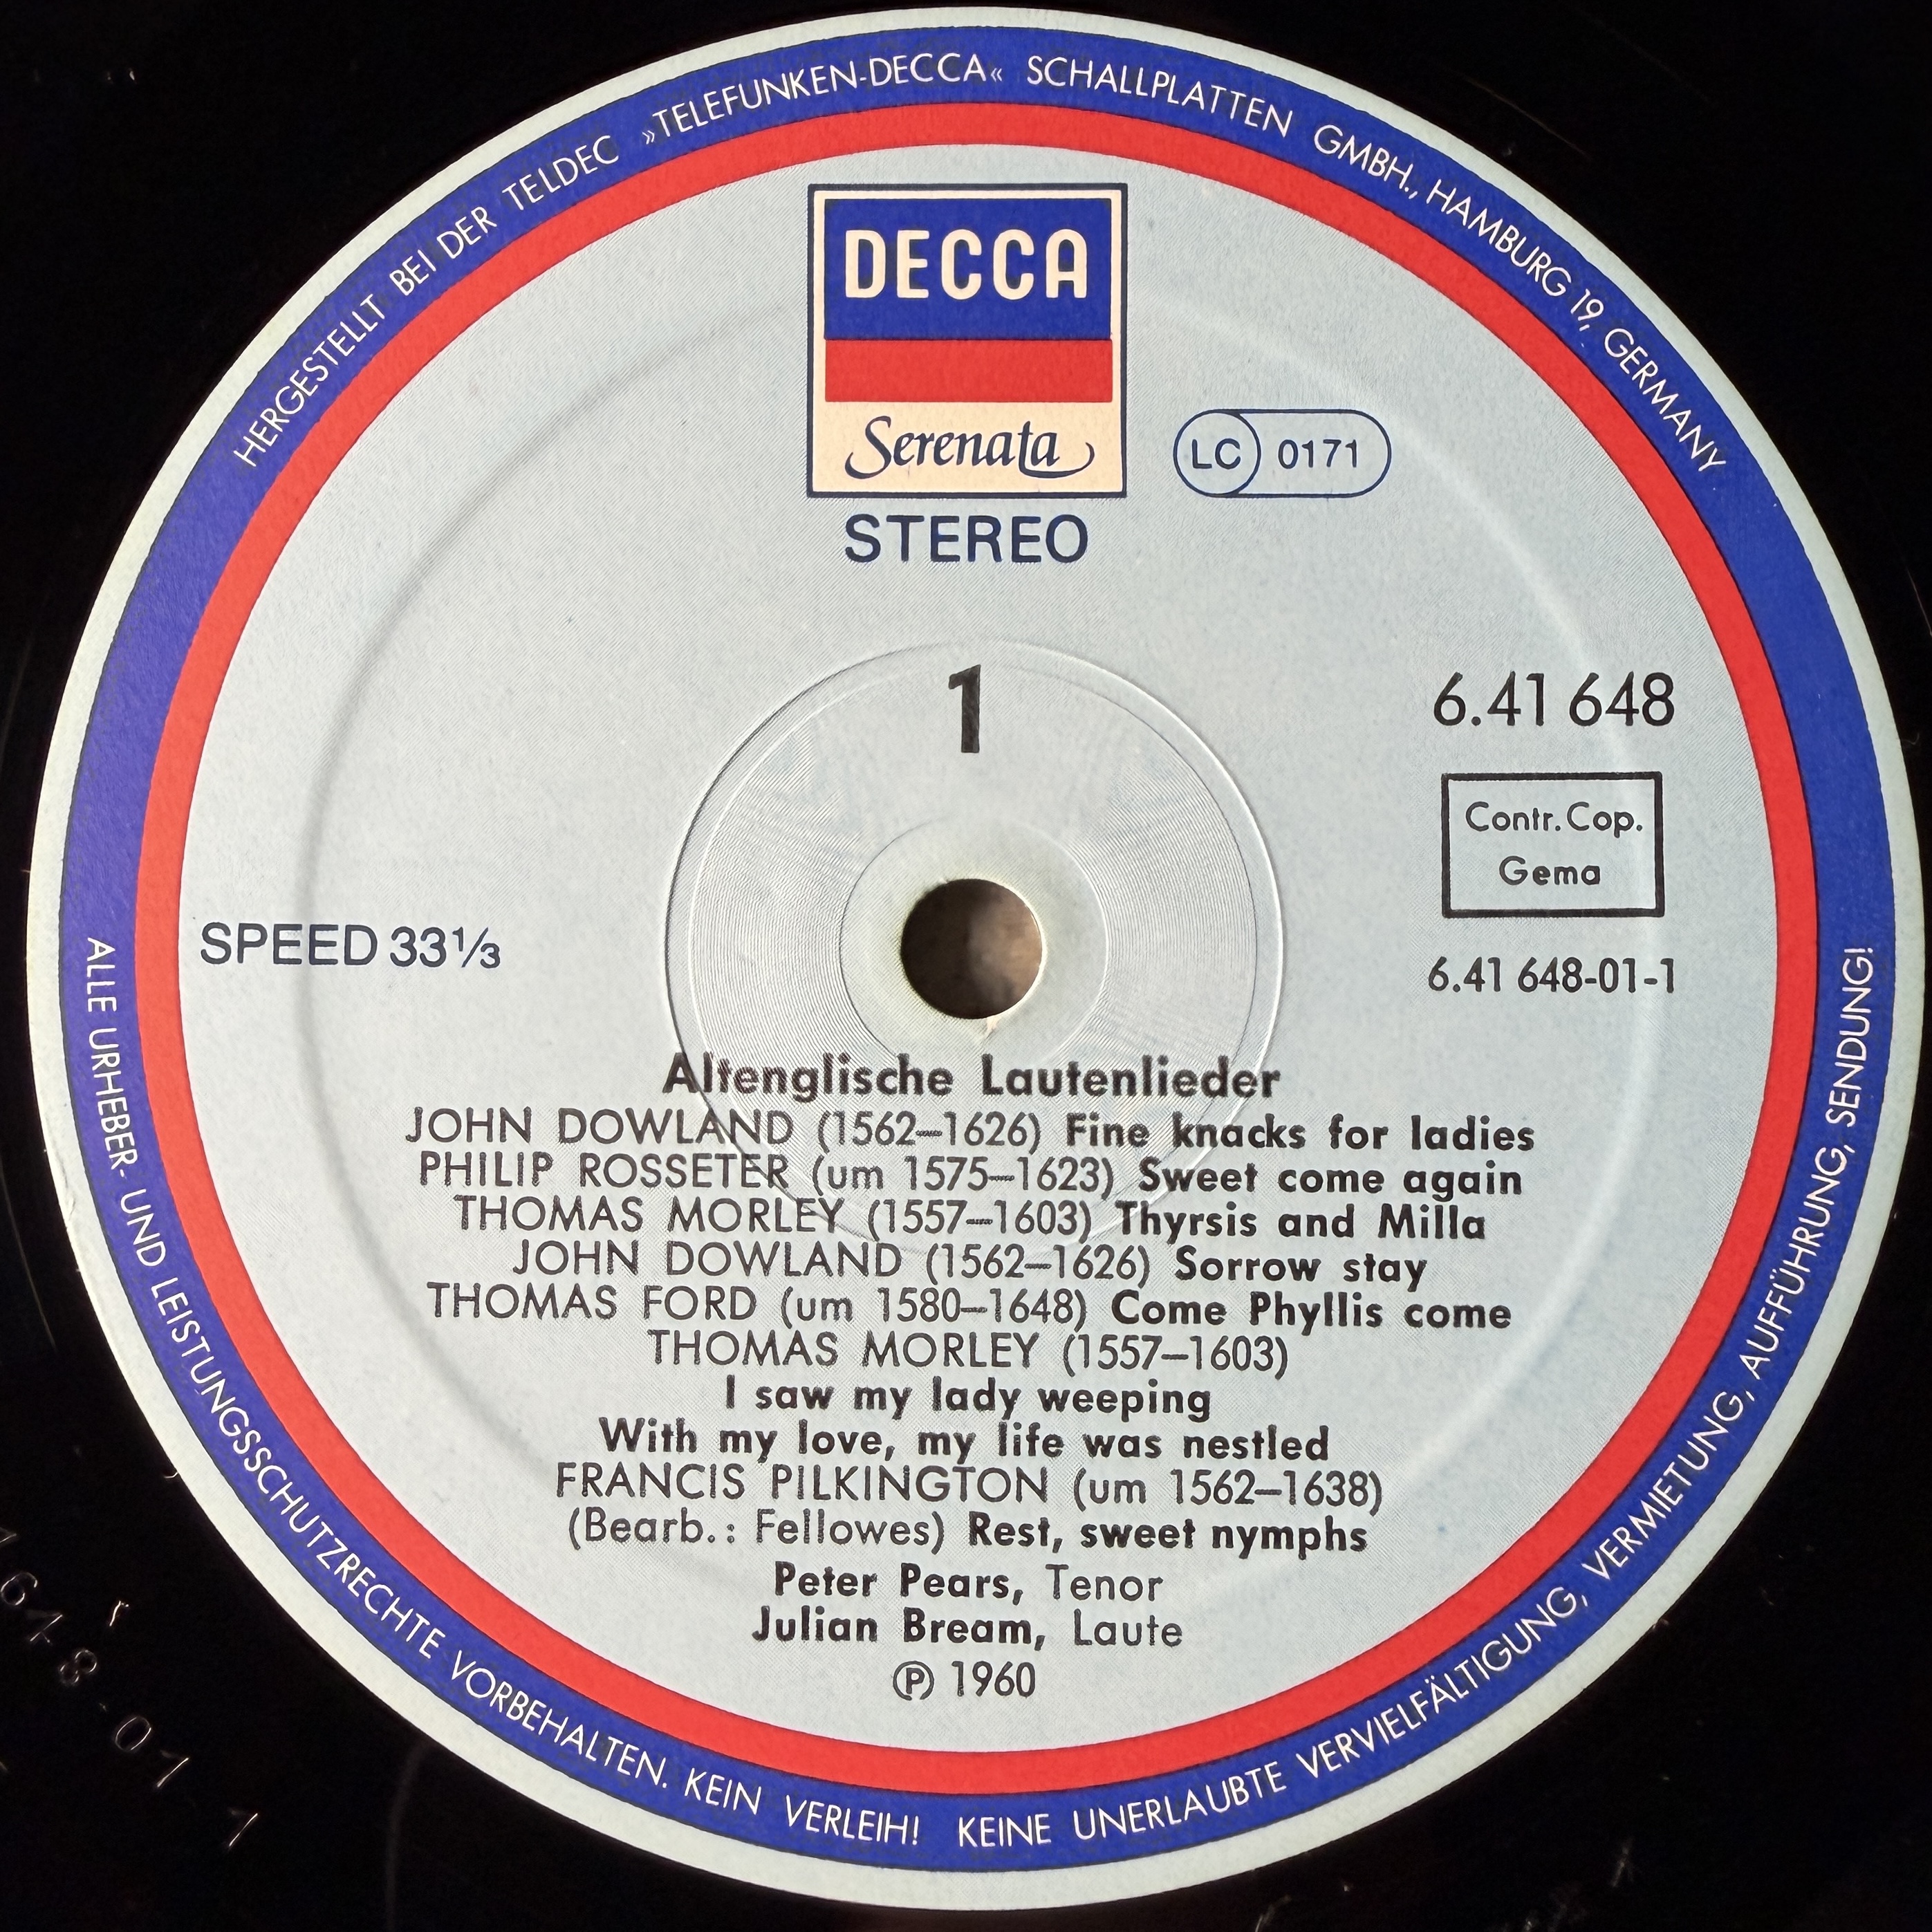 HERGESTELLT BEI DER TELDEC »TELEFUNKEN-DECCA« SCHALLPLATTEN GMBH., HAMBURG 19, GERMANY
DECCA
Serenata
LC 0171
STEREO
1
6.41 648
Contr. Cop.
Gema
SPEED 33 1/3
6.41 648-01-1
Altenglische Lautenlieder
JOHN DOWLAND (1562–1626) Fine knacks for ladies
PHILIP ROSSETER (um 1575–1623) Sweet come again
THOMAS MORLEY (1557–1603) Thyrsis and Milla
JOHN DOWLAND (1562–1626) Sorrow stay
THOMAS FORD (um 1580–1648) Come Phyllis come
THOMAS MORLEY (1557–1603)
I saw my lady weeping
With my love, my life was nestled
FRANCIS PILKINGTON (um 1562–1638)
(Bearb.: Fellowes) Rest, sweet nymphs
Peter Pears, Tenor
Julian Bream, Laute
℗ 1960
ALLE URHEBER- UND LEISTUNGSSCHUTZRECHTE VORBEHALTEN. KEIN VERLEIH! KEINE UNERLAUBTE VERVIELFÄLTIGUNG, VERMIETUNG, AUFFÜHRUNG, SENDUNG!